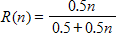 R(n) = 0.5n / 0.5 + 0.5n